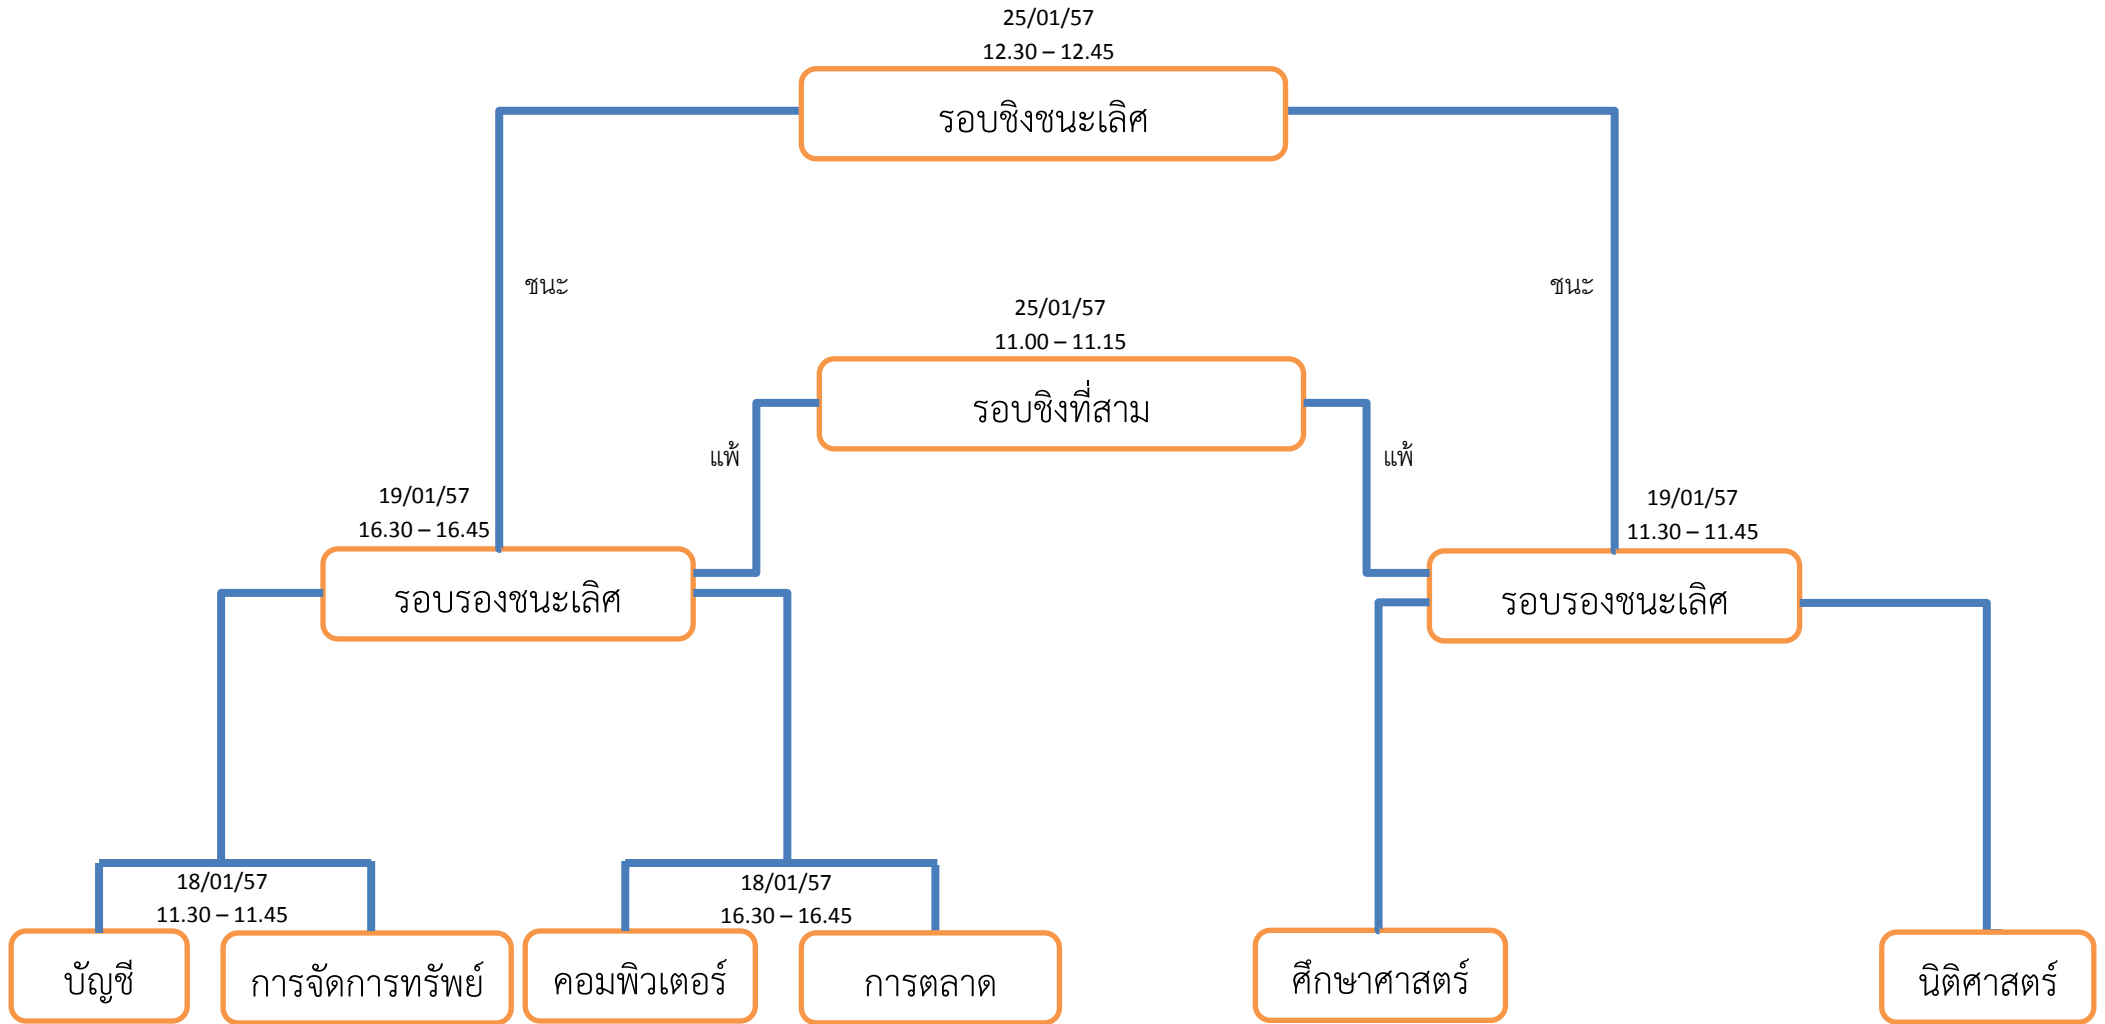 25/01/57
12.30 – 12.45
รอบชิงชนะเลิศ
ชนะ
ชนะ
25/01/57
11.00 – 11.15
รอบชิงที่สาม
แพ้
แพ้
19/01/57
16.30 – 16.45
รอบรองชนะเลิศ
19/01/57
11.30 – 11.45
รอบรองชนะเลิศ
18/01/57
11.30 – 11.45
18/01/57
16.30 – 16.45
บัญชี
การจัดการทรัพย์
คอมพิวเตอร์
การตลาด
ศึกษาศาสตร์
นิติศาสตร์